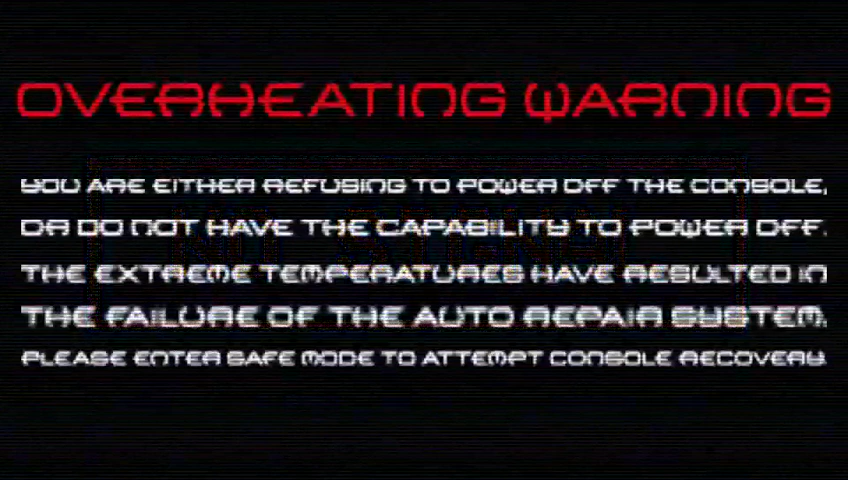 OVERHEATING WARNING
YOU ARE EITHER REFUSING TO POWER OFF THE CONSOLE,
OR DO NOT HAVE THE CAPABILITY TO POWER OFF.
THE EXTREME TEMPERATURES HAVE RESULTED IN
THE FAILURE OF THE AUTO REPAIR SYSTEM.
PLEASE ENTER SAFE MODE TO ATTEMPT CONSOLE RECOVERY.